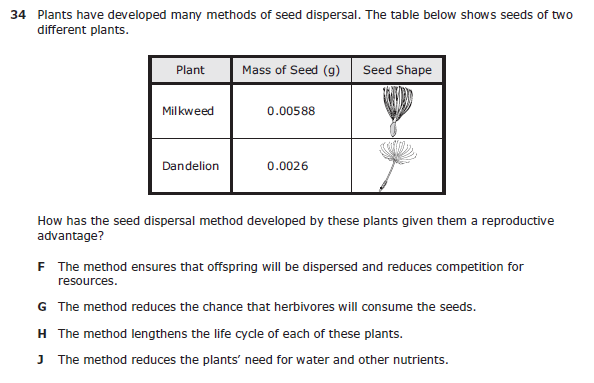 34 Plants have developed many methods of seed dispersal. The table below shows seeds of two
different plants.
Plant Mass of Seed (g) Seed Shape
Milkweed 0.00588
Dandelion 0.0026
How has the seed dispersal method developed by these plants given them a reproductive
advantage?
F The method ensures that offspring will be dispersed and reduces competition for
resources.
G The method reduces the chance that herbivores will consume the seeds.
H The method lengthens the life cycle of each of these plants.
J The method reduces the plants’ need for water and other nutrients.